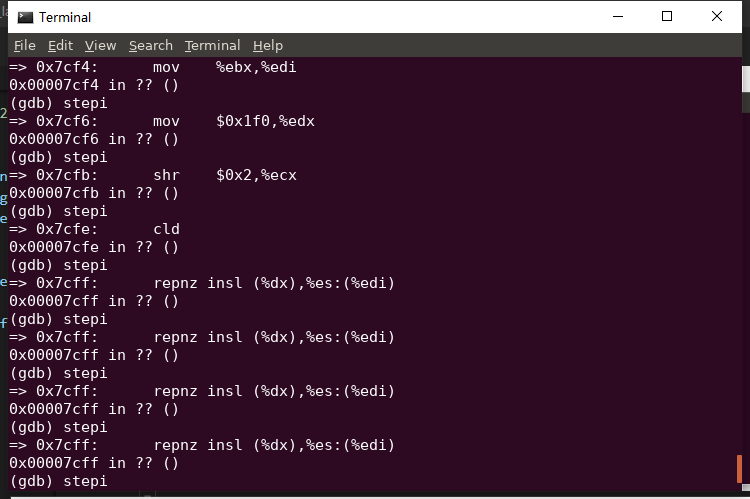 Terminal
File Edit View Search Terminal Help
=> 0x7cf4:      mov    %ebx,%edi
0x00007cf4 in ?? ()
(gdb) stepi
=> 0x7cf6:      mov    $0x1f0,%edx
0x00007cf6 in ?? ()
(gdb) stepi
=> 0x7cfb:      shr    $0x2,%ecx
0x00007cfb in ?? ()
(gdb) stepi
=> 0x7cfe:      cld
0x00007cfe in ?? ()
(gdb) stepi
=> 0x7cff:      repnz insl (%dx),%es:(%edi)
0x00007cff in ?? ()
(gdb) stepi
=> 0x7cff:      repnz insl (%dx),%es:(%edi)
0x00007cff in ?? ()
(gdb) stepi
=> 0x7cff:      repnz insl (%dx),%es:(%edi)
0x00007cff in ?? ()
(gdb) stepi
=> 0x7cff:      repnz insl (%dx),%es:(%edi)
0x00007cff in ?? ()
(gdb) stepi